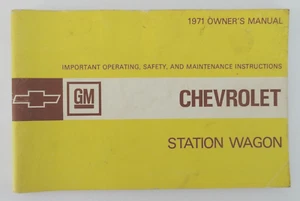 1971 OWNER'S MANUAL
IMPORTANT OPERATING, SAFETY, AND MAINTENANCE INSTRUCTIONS
GM
CHEVROLET
STATION WAGON